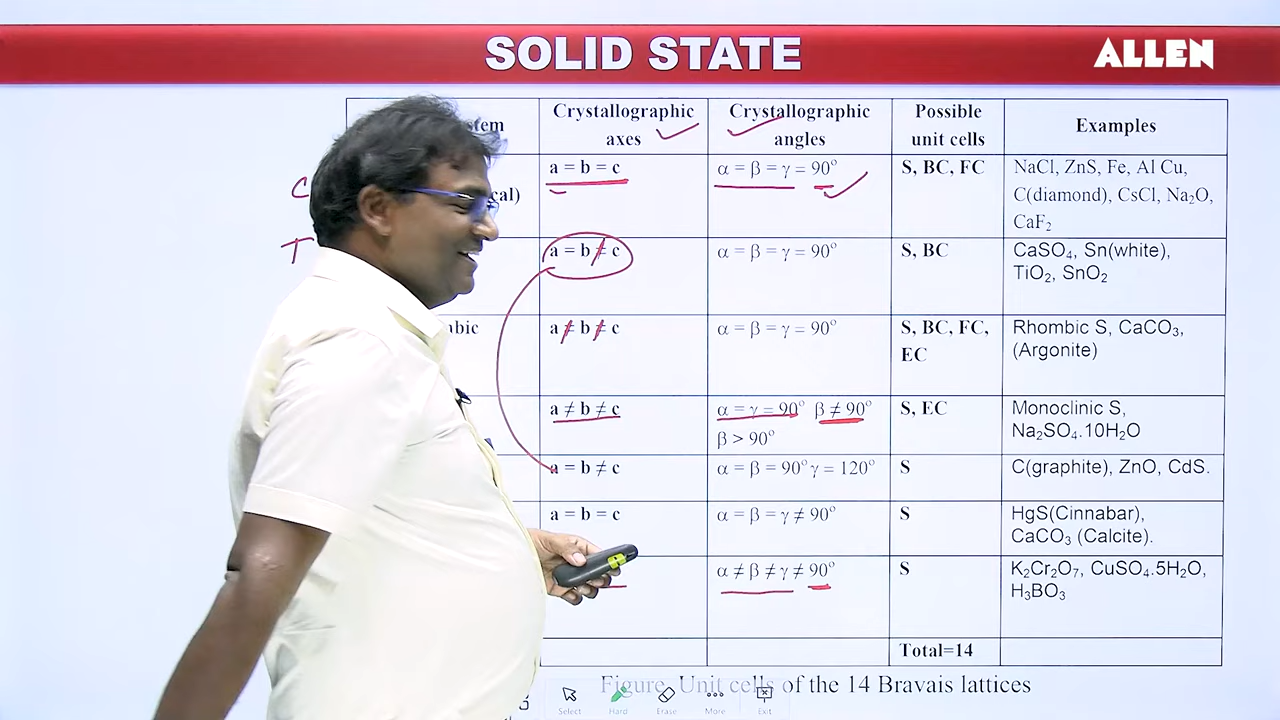 SOLID STATE
ALLEN
Crystallographic axes
Crystallographic angles
Possible unit cells
Examples
a = b = c
α = β = γ = 90°
S, BC, FC
NaCl, ZnS, Fe, Al Cu,
C(diamond), CsCl, Na₂O,
CaF₂
C
T
a = b ≠ c
α = β = γ = 90°
S, BC
CaSO₄, Sn(white),
TiO₂, SnO₂
a ≠ b ≠ c
α = β = γ = 90°
S, BC, FC,
EC
Rhombic S, CaCO₃,
(Argonite)
a ≠ b ≠ c
α = γ = 90° β ≠ 90°
β > 90°
S, EC
Monoclinic S,
Na₂SO₄.10H₂O
a = b ≠ c
α = β = 90° γ = 120°
S
C(graphite), ZnO, CdS.
a = b = c
α = β = γ ≠ 90°
S
HgS(Cinnabar),
CaCO₃ (Calcite).
α ≠ β ≠ γ ≠ 90°
S
K₂Cr₂O₇, CuSO₄.5H₂O,
H₃BO₃
Total=14
Figure. Unit cells of the 14 Bravais lattices
Select
Hard
Erase
More
Exit